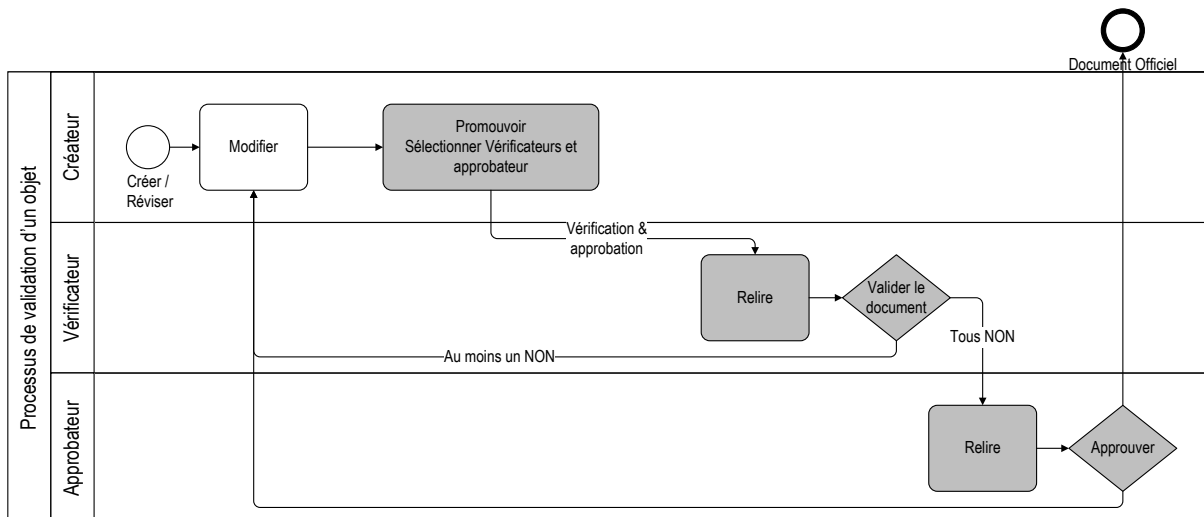 Document Officiel
Processus de validation d'un objet
Créateur
Créer /
Réviser
Modifier
Promouvoir
Sélectionner Vérificateurs et
approbateur
Vérification &
approbation
Vérificateur
Relire
Valider le
document
Tous NON
Au moins un NON
Approbateur
Relire
Approuver